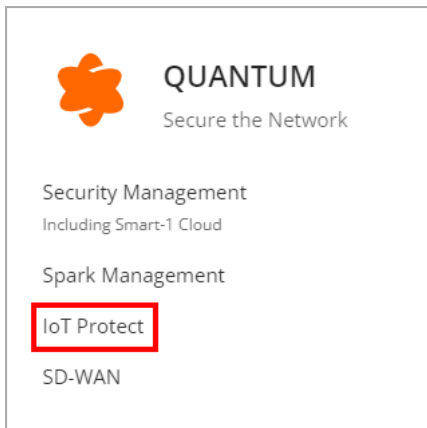 QUANTUM
Secure the Network
Security Management
Including Smart-1 Cloud
Spark Management
IoT Protect
SD-WAN